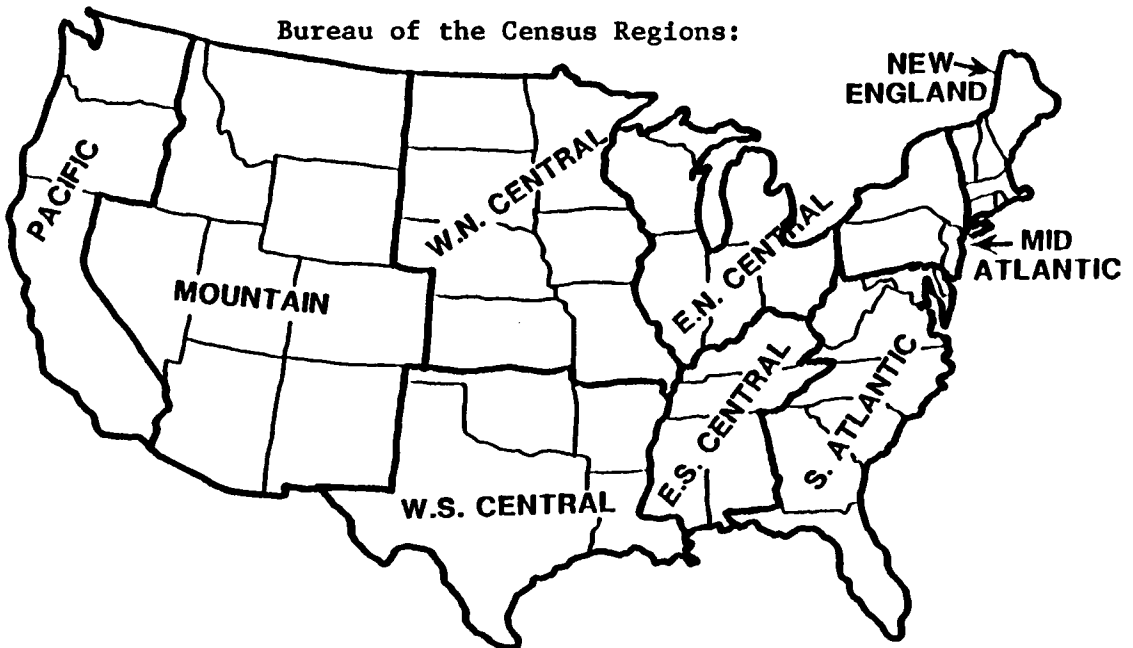 Bureau of the Census Regions:
NEW
ENGLAND
PACIFIC
W.N. CENTRAL
E.N. CENTRAL
MID
ATLANTIC
MOUNTAIN
E.S. CENTRAL
S. ATLANTIC
W.S. CENTRAL